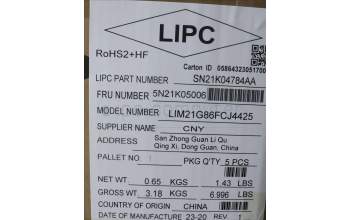 LIPC
RoHS2+HF
Carton ID 05864323051700
LIPC PART NUMBER SN21K04784AA
FRU NUMBER 5N21K05006
MODEL NUMBER LIM21G86FCJ4425
SUPPLIER NAME CNY
ADDRESS San Zhong Guan Li Qu
Qing Xi, Dong Guan, China
PALLET NO PKG Q'TY 5 PCS
NET WT. 0.65 KGS 1.43 LBS
GROSS WT. 3.18 KGS 6.996 LBS
COUNTRY OF ORIGIN CHINA
DATE OF MANUFACTURE 23-20 REV. 1